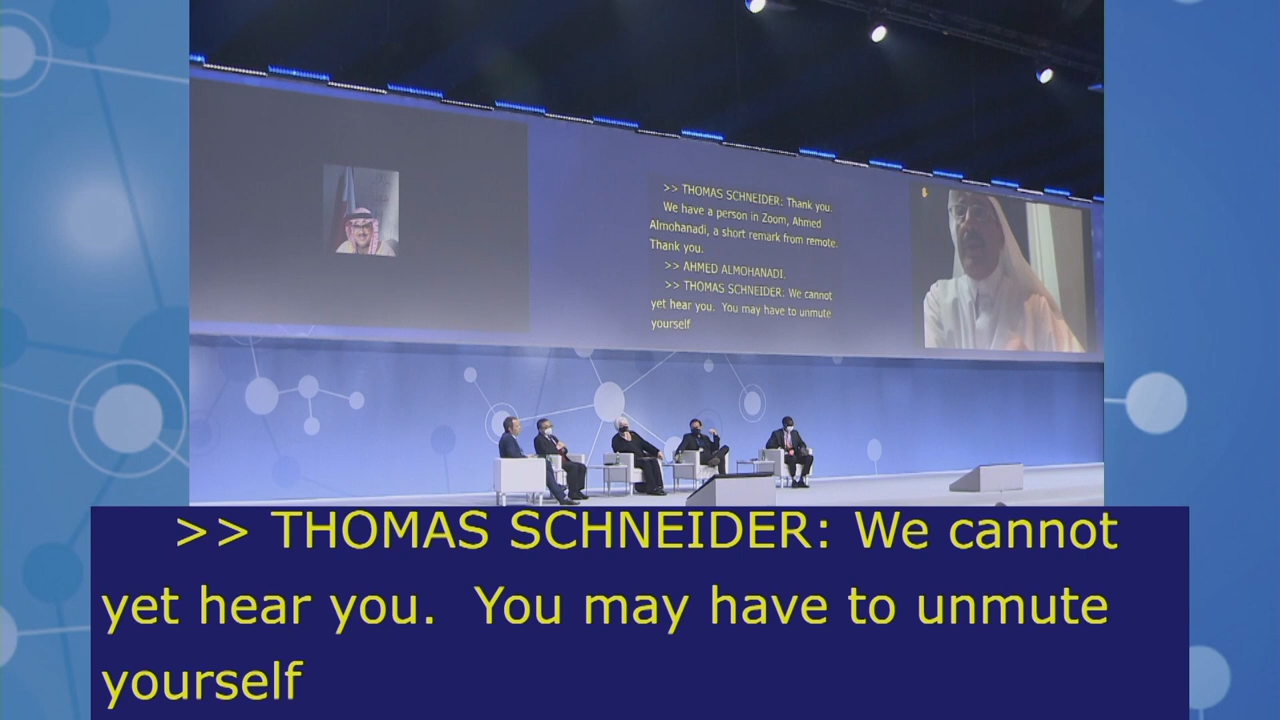 >> THOMAS SCHNEIDER: Thank you.
We have a person in Zoom, Ahmed
Almohanadi, a short remark from remote.
Thank you.
>> AHMED ALMOHANADI.
>> THOMAS SCHNEIDER: We cannot
yet hear you. You may have to unmute
yourself
>> THOMAS SCHNEIDER: We cannot
yet hear you. You may have to unmute
yourself